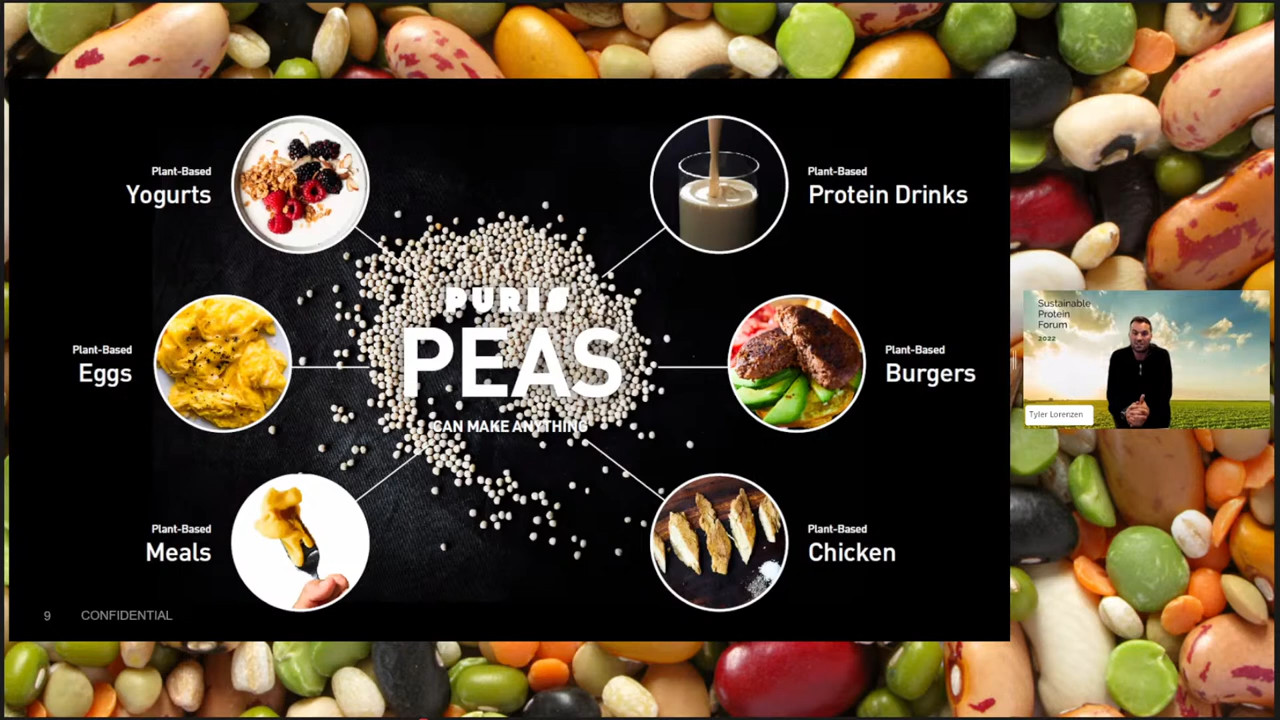 Plant-Based
Yogurts
Plant-Based
Protein Drinks
PURIS
PEAS
CAN MAKE ANYTHING
Plant-Based
Eggs
Plant-Based
Burgers
Plant-Based
Meals
Plant-Based
Chicken
9 CONFIDENTIAL
Sustainable
Protein
Forum
2022
Tyler Lorenzen